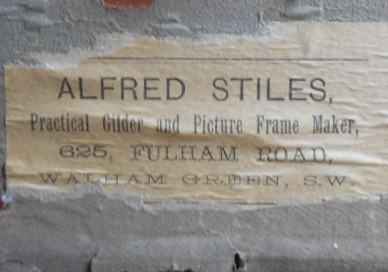 ALFRED STILES,
Practical Gilder and Picture Frame Maker,
625, FULHAM ROAD,
WALHAM GREEN, S.W.